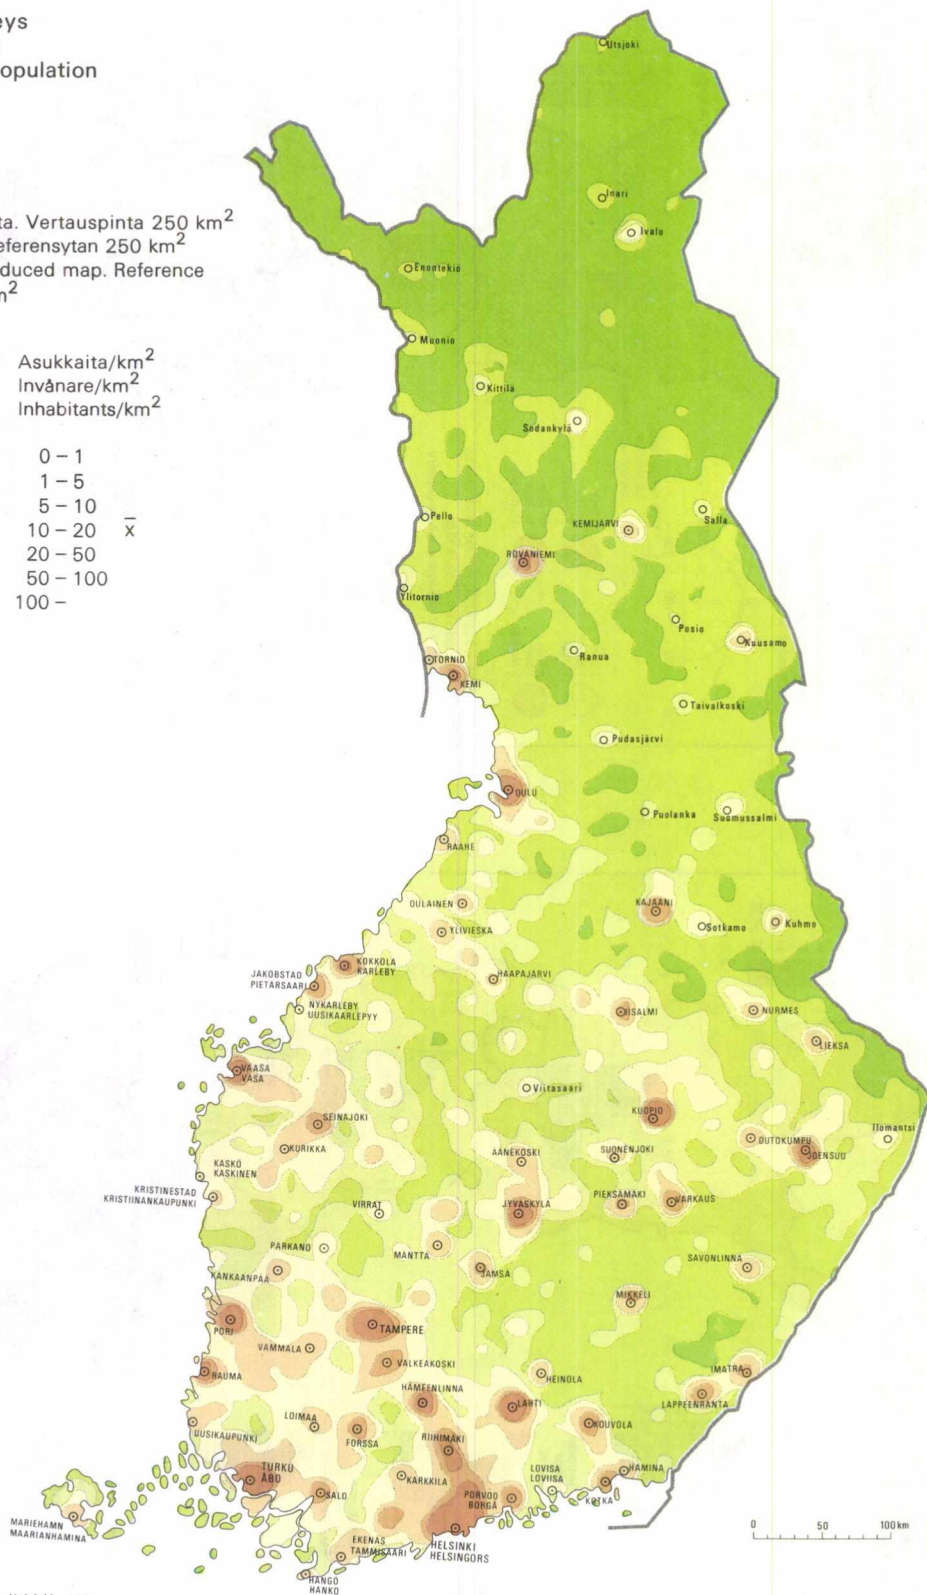 eys
opulation
ta. Vertauspinta 250 km²
eferensytan 250 km²
duced map. Reference
m²
Asukkaita/km²
Invånare/km²
Inhabitants/km²
0 – 1
1 – 5
5 – 10
10 – 20 x̄
20 – 50
50 – 100
100 –
Utsjoki
Inari
Ivalo
Enontekiö
Muonio
Kittilä
Sodankylä
Pello
KEMIJÄRVI
Salla
ROVANIEMI
Ylitornio
Posio
Kuusamo
Ranua
TORNIO
KEMI
Taivalkoski
Pudasjärvi
OULU
Puolanka
Suomussalmi
RAAHE
OULAINEN
KAJAANI
Sotkamo
Kuhmo
YLIVIESKA
KOKKOLA
KARLEBY
HAAPAJÄRVI
JAKOBSTAD
PIETARSAARI
NYKARLEBY
UUSIKAARLEPYY
IISALMI
NURMES
LIEKSA
VAASA
VASA
Viitasaari
KUOPIO
SEINÄJOKI
OUTOKUMPU
Ilomantsi
KURIKKA
ÄÄNEKOSKI
SUONENJOKI
JOENSUU
KASKÖ
KASKINEN
KRISTINESTAD
KRISTIINANKAUPUNKI
VIRRAT
JYVÄSKYLÄ
PIEKSÄMÄKI
VARKAUS
PARKANO
MÄNTTÄ
KANKAANPÄÄ
JÄMSÄ
SAVONLINNA
MIKKELI
PORI
TAMPERE
VAMMALA
VALKEAKOSKI
RAUMA
HEINOLA
IMATRA
HÄMEENLINNA
LAHTI
LAPPEENRANTA
UUSIKAUPUNKI
LOIMAA
FORSSA
RIIHIMÄKI
KOUVOLA
TURKU
ÅBO
KARKKILA
LOVISA
LOVIISA
HAMINA
SALO
PORVOO
BORGÅ
KOTKA
MARIEHAMN
MAARIANHAMINA
HELSINKI
HELSINGFORS
EKENÄS
TAMMISAARI
HANGÖ
HANKO
0 50 100 km